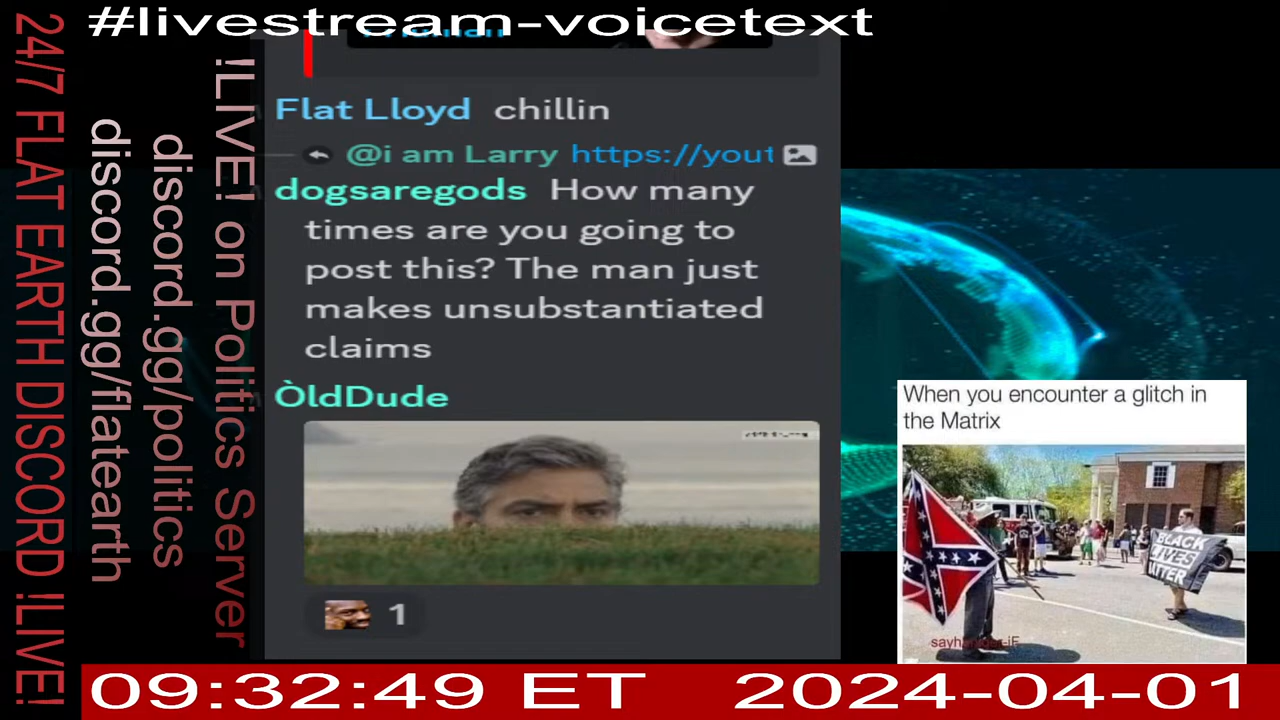 #livestream-voicetext
24/7 FLAT EARTH DISCORD !LIVE!
discord.gg/flatearth
discord.gg/politics
!LIVE! on Politics Server
Flat Lloyd chillin
@i am Larry https://yout
dogsaregods How many
times are you going to
post this? The man just
makes unsubstantiated
claims
ÒldDude
1
When you encounter a glitch in
the Matrix
BLACK
LIVES
MATTER
09:32:49 ET 2024-04-01